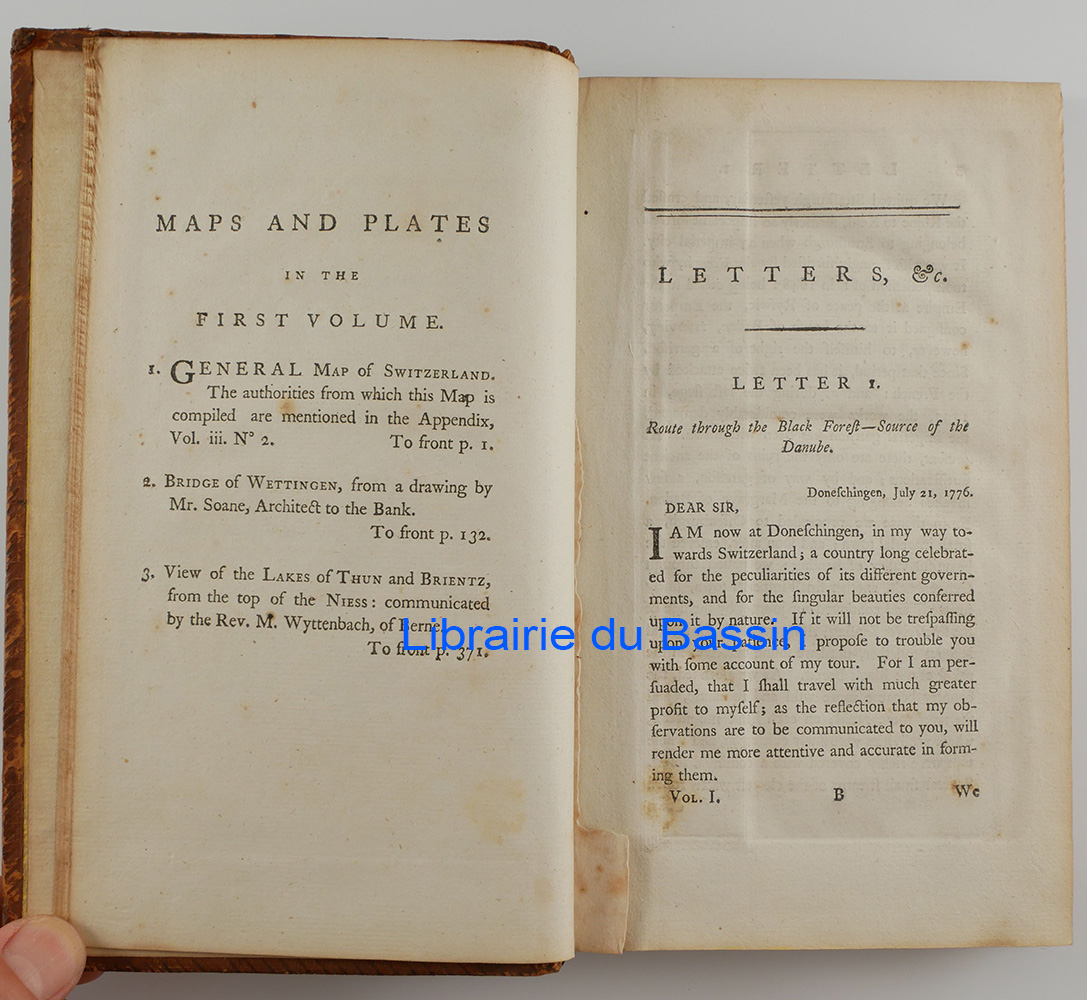 MAPS AND PLATES
IN THE
FIRST VOLUME.
1. GENERAL MAP of SWITZERLAND.
The authorities from which this Map is
compiled are mentioned in the Appendix,
Vol. iii. N° 2. To front p. 1.
2. BRIDGE of WETTINGEN, from a drawing by
Mr. Soane, Architect to the Bank.
To front p. 132.
3. View of the LAKES of THUN and BRIENTZ,
from the top of the NIESS: communicated
by the Rev. M. Wyttenbach, of Berne.
To front p. 371.
LETTERS, &c.
LETTER 1.
Route through the Black Foreſt—Source of the
Danube.
Doneſchingen, July 21, 1776.
DEAR SIR,
I AM now at Doneſchingen, in my way to-
wards Switzerland; a country long celebrat-
ed for the peculiarities of its different govern-
ments, and for the ſingular beauties conferred
upon it by nature. If it will not be treſpaſſing
upon your patience, I propoſe to trouble you
with ſome account of my tour. For I am per-
ſuaded, that I ſhall travel with much greater
profit to myſelf; as the reflection that my ob-
ſervations are to be communicated to you, will
render me more attentive and accurate in form-
ing them.
VOL. I. B We
Librairie du Bassin